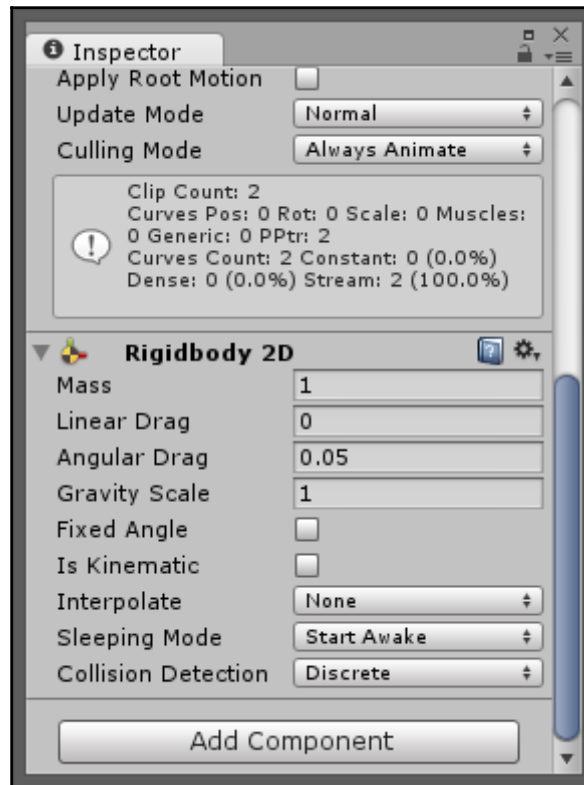 Inspector
Apply Root Motion
Update Mode Normal
Culling Mode Always Animate
Clip Count: 2
Curves Pos: 0 Rot: 0 Scale: 0 Muscles:
0 Generic: 0 PPtr: 2
Curves Count: 2 Constant: 0 (0.0%)
Dense: 0 (0.0%) Stream: 2 (100.0%)
Rigidbody 2D
Mass 1
Linear Drag 0
Angular Drag 0.05
Gravity Scale 1
Fixed Angle
Is Kinematic
Interpolate None
Sleeping Mode Start Awake
Collision Detection Discrete
Add Component